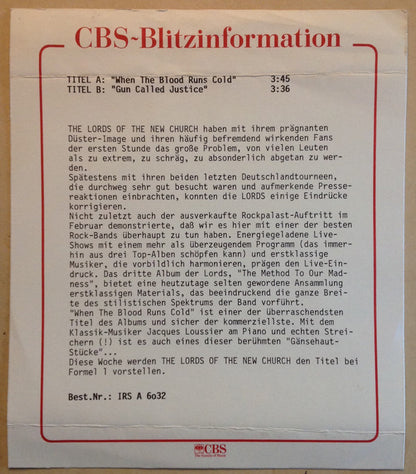 CBS~Blitzinformation
TITEL A: "When The Blood Runs Cold" 3:45
TITEL B: "Gun Called Justice" 3:36
THE LORDS OF THE NEW CHURCH haben mit ihrem prägnanten
Düster-Image und ihren häufig befremdend wirkenden Fans
der ersten Stunde das große Problem, von vielen Leuten
als zu extrem, zu schräg, zu absonderlich abgetan zu wer-
den.
Spätestens mit ihren beiden letzten Deutschlandtourneen,
die durchweg sehr gut besucht waren und aufmerkende Presse-
reaktionen einbrachten, konnten die LORDS einige Eindrücke
korrigieren.
Nicht zuletzt auch der ausverkaufte Rockpalast-Auftritt im
Februar demonstrierte, daß wir es hier mit einer der besten
Rock-Bands überhaupt zu tun haben. Energiegeladene Live-
Shows mit einem mehr als überzeugendem Programm (das immer-
hin aus drei Top-Alben schöpfen kann) und erstklassige
Musiker, die vorbildlich harmonieren, prägen den Live-Ein-
druck. Das dritte Album der Lords, "The Method To Our Mad-
ness", bietet eine heutzutage selten gewordene Ansammlung
erstklassigen Materials, das beeindruckend die ganze Brei-
te des stilistischen Spektrums der Band vorführt.
"When The Blood Runs Cold" ist einer der überraschendsten
Titel des Albums und sicher der kommerziellste. Mit dem
Klassik-Musiker Jacques Loussier am Piano und echten Strei-
chern (!) ist es auch eines dieser berühmten "Gänsehaut-
Stücke"...
Diese Woche werden THE LORDS OF THE NEW CHURCH den Titel bei
Formel 1 vorstellen.
Best.Nr.: IRS A 6o32
CBS